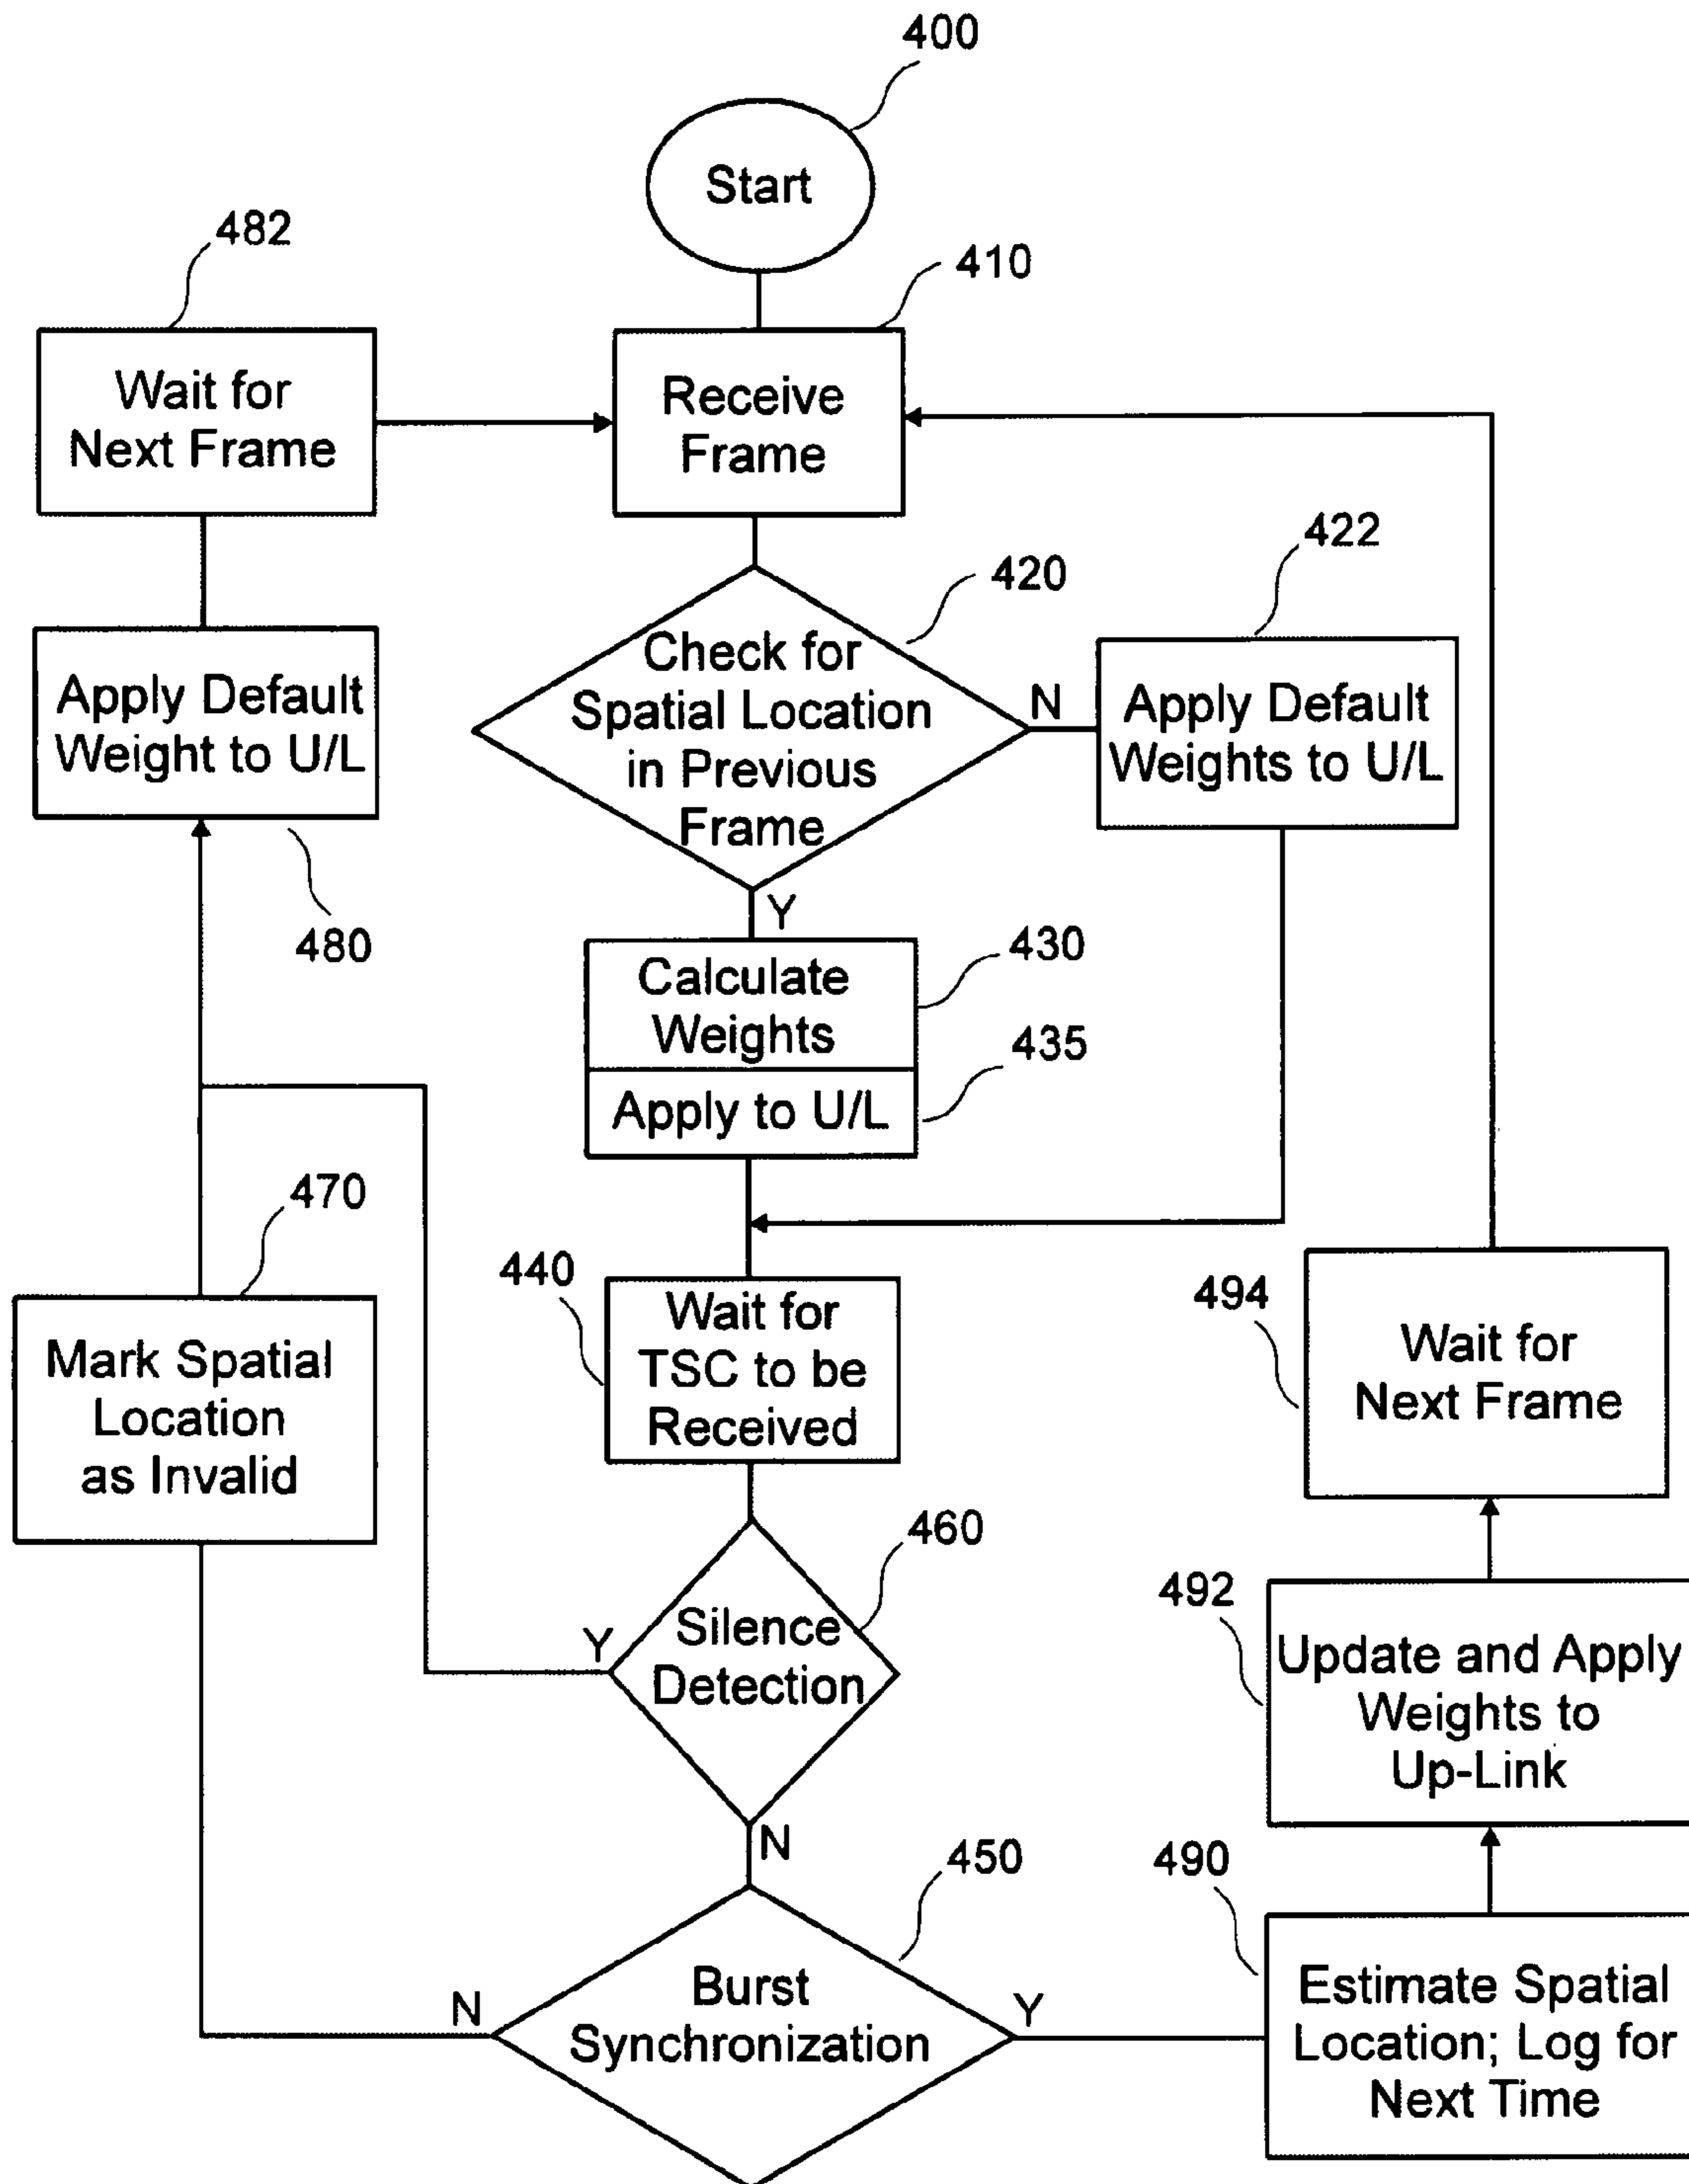 400
Start
482
410
Wait for
Next Frame
Receive
Frame
420
422
Check for
Spatial Location
in Previous
Frame
N
Apply Default
Weights to U/L
Apply Default
Weight to U/L
480
Y
Calculate
Weights
430
Apply to U/L
435
470
Mark Spatial
Location
as Invalid
440
Wait for
TSC to be
Received
494
Wait for
Next Frame
460
Y
Silence
Detection
N
492
Update and Apply
Weights to
Up-Link
450
N
Burst
Synchronization
Y
490
Estimate Spatial
Location; Log for
Next Time